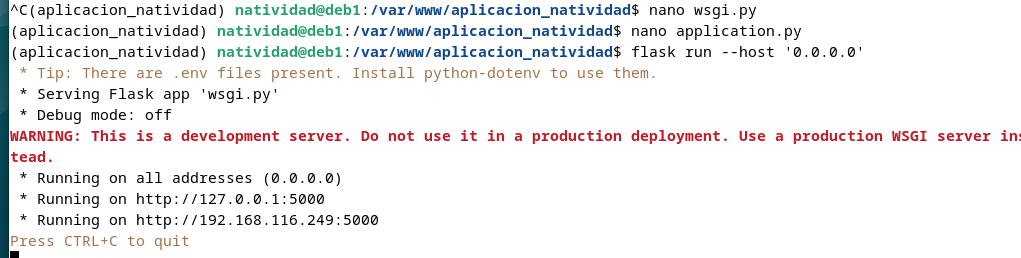 ^C(aplicacion_natividad) natividad@deb1:/var/www/aplicacion_natividad$ nano wsgi.py
(aplicacion_natividad) natividad@deb1:/var/www/aplicacion_natividad$ nano application.py
(aplicacion_natividad) natividad@deb1:/var/www/aplicacion_natividad$ flask run --host '0.0.0.0'
 * Tip: There are .env files present. Install python-dotenv to use them.
 * Serving Flask app 'wsgi.py'
 * Debug mode: off
WARNING: This is a development server. Do not use it in a production deployment. Use a production WSGI server ins
tead.
 * Running on all addresses (0.0.0.0)
 * Running on http://127.0.0.1:5000
 * Running on http://192.168.116.249:5000
Press CTRL+C to quit